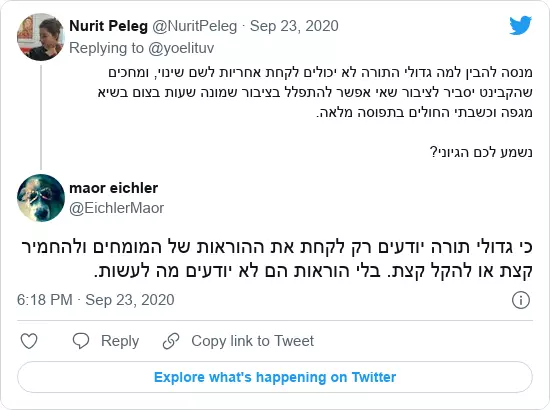 Nurit Peleg @NuritPeleg · Sep 23, 2020
Replying to @yoelituv
מנסה להבין למה גדולי התורה לא יכולים לקחת אחריות לשם שינוי, ומחכים
שהקבינט יסביר לציבור שאי אפשר להתפלל בציבור שמונה שעות בצום בשיא
מגפה וכשבתי החולים בתפוסה מלאה.
נשמע לכם הגיוני?
maor eichler
@EichlerMaor
כי גדולי תורה יודעים רק לקחת את ההוראות של המומחים ולהחמיר
קצת או להקל קצת. בלי הוראות הם לא יודעים מה לעשות.
6:18 PM · Sep 23, 2020
Reply Copy link to Tweet
Explore what's happening on Twitter